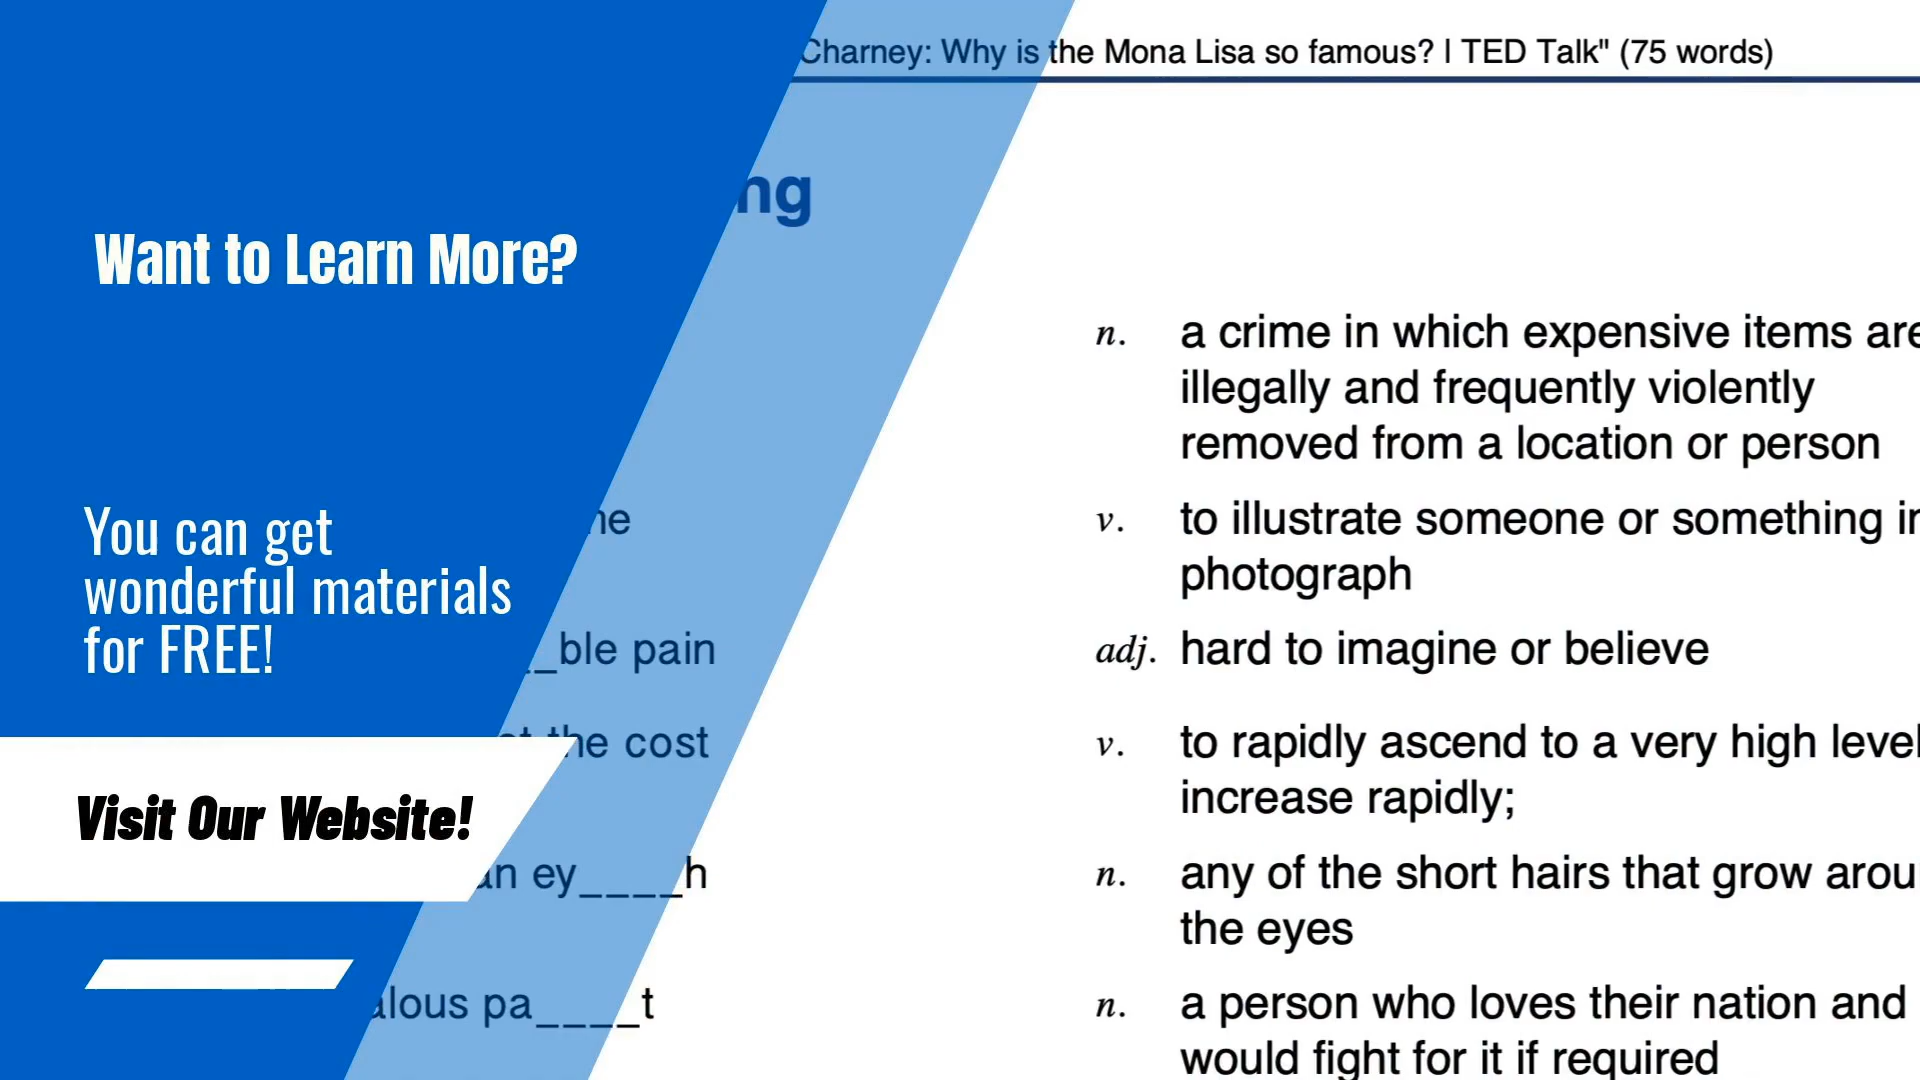 Charney: Why is the Mona Lisa so famous? | TED Talk" (75 words)
ng
Want to Learn More?
You can get
wonderful materials
for FREE!
Visit Our Website!
n. a crime in which expensive items are
illegally and frequently violently
removed from a location or person
v. to illustrate someone or something in
photograph
_ble pain
adj. hard to imagine or believe
the cost
v. to rapidly ascend to a very high level
increase rapidly;
an ey____h
n. any of the short hairs that grow arou
the eyes
alous pa____t
n. a person who loves their nation and
would fight for it if required